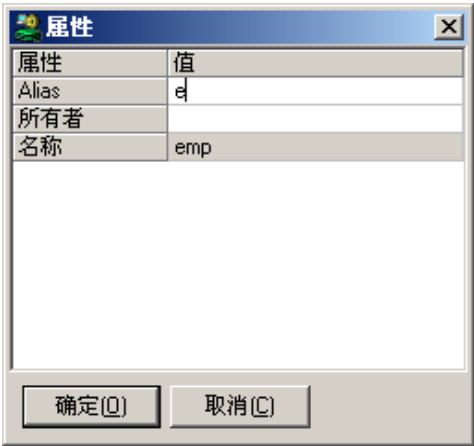 属性
属性 值
Alias e
所有者
名称 emp
确定(O) 取消(C)